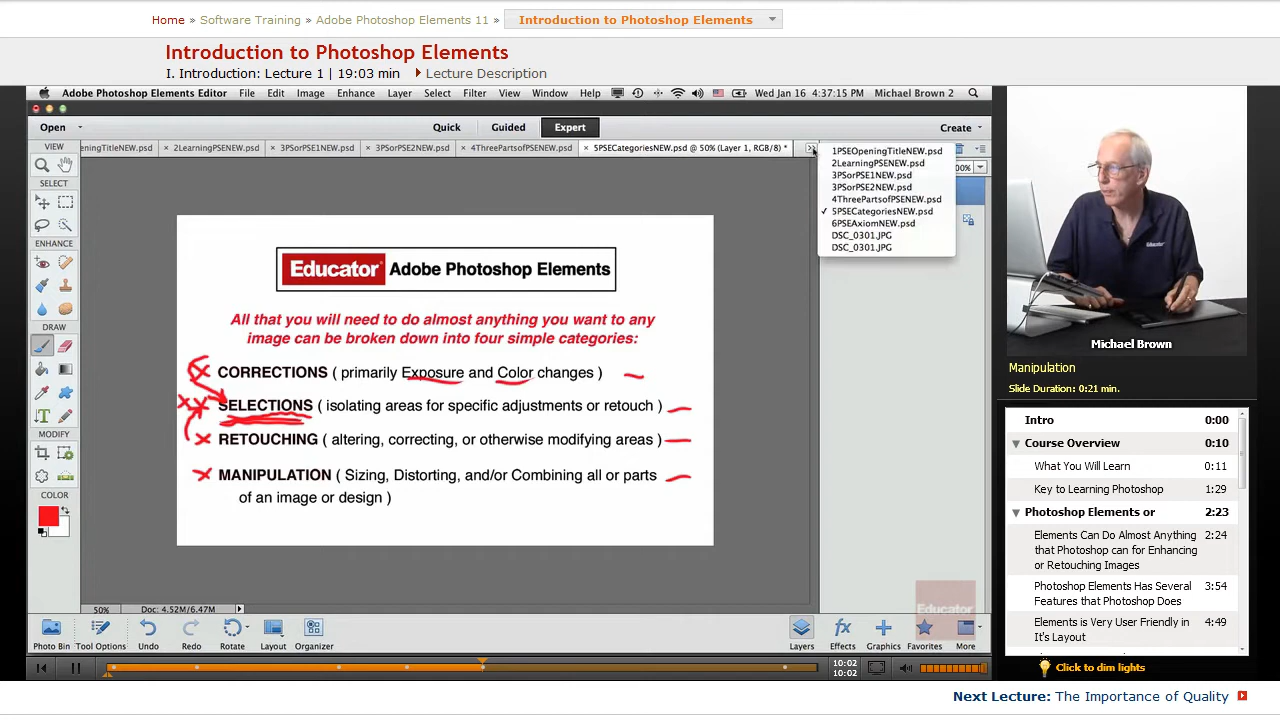 Home » Software Training » Adobe Photoshop Elements 11 » Introduction to Photoshop Elements
Introduction to Photoshop Elements
I. Introduction: Lecture 1 | 19:03 min Lecture Description
Adobe Photoshop Elements Editor File Edit Image Enhance Layer Select Filter View Window Help Wed Jan 16 4:37:15 PM Michael Brown 2
Open Quick Guided Expert Create
ningTitleNEW.psd × 2LearningPSENEW.psd × 3PSorPSE1NEW.psd × 3PSorPSE2NEW.psd × 4ThreePartsofPSENEW.psd × 5PSECategoriesNEW.psd @ 50% (Layer 1, RGB/8) *
1PSEOpeningTitleNEW.psd
2LearningPSENEW.psd
3PSorPSE1NEW.psd
3PSorPSE2NEW.psd
4ThreePartsofPSENEW.psd
✓ 5PSECategoriesNEW.psd
6PSEAxiomNEW.psd
DSC_0301.JPG
DSC_0301.JPG
00%
VIEW
SELECT
ENHANCE
DRAW
MODIFY
COLOR
Educator® Adobe Photoshop Elements
All that you will need to do almost anything you want to any
image can be broken down into four simple categories:
CORRECTIONS ( primarily Exposure and Color changes )
SELECTIONS ( isolating areas for specific adjustments or retouch )
RETOUCHING ( altering, correcting, or otherwise modifying areas )
MANIPULATION ( Sizing, Distorting, and/or Combining all or parts
of an image or design )
50% Doc: 4.52M/6.47M
Educator
Photo Bin Tool Options Undo Redo Rotate Layout Organizer Layers Effects Graphics Favorites More
10:02
10:02
Michael Brown
Manipulation
Slide Duration: 0:21 min.
Intro 0:00
Course Overview 0:10
What You Will Learn 0:11
Key to Learning Photoshop 1:29
Photoshop Elements or 2:23
Elements Can Do Almost Anything 2:24
that Photoshop can for Enhancing
or Retouching Images
Photoshop Elements Has Several 3:54
Features that Photoshop Does
Elements is Very User Friendly in 4:49
It's Layout
Click to dim lights
Next Lecture: The Importance of Quality